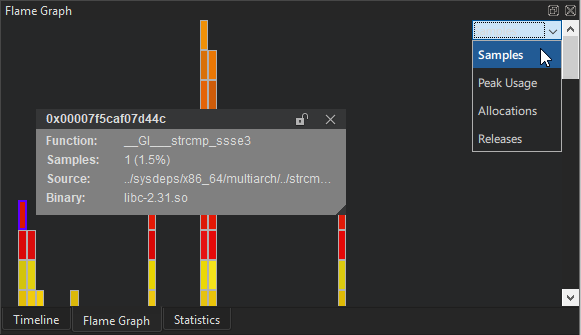 Flame Graph
Samples
Peak Usage
Allocations
Releases
0x00007f5caf07d44c
Function: __GI___strcmp_ssse3
Samples: 1 (1.5%)
Source: ../sysdeps/x86_64/multiarch/../strcm...
Binary: libc-2.31.so
Timeline
Flame Graph
Statistics